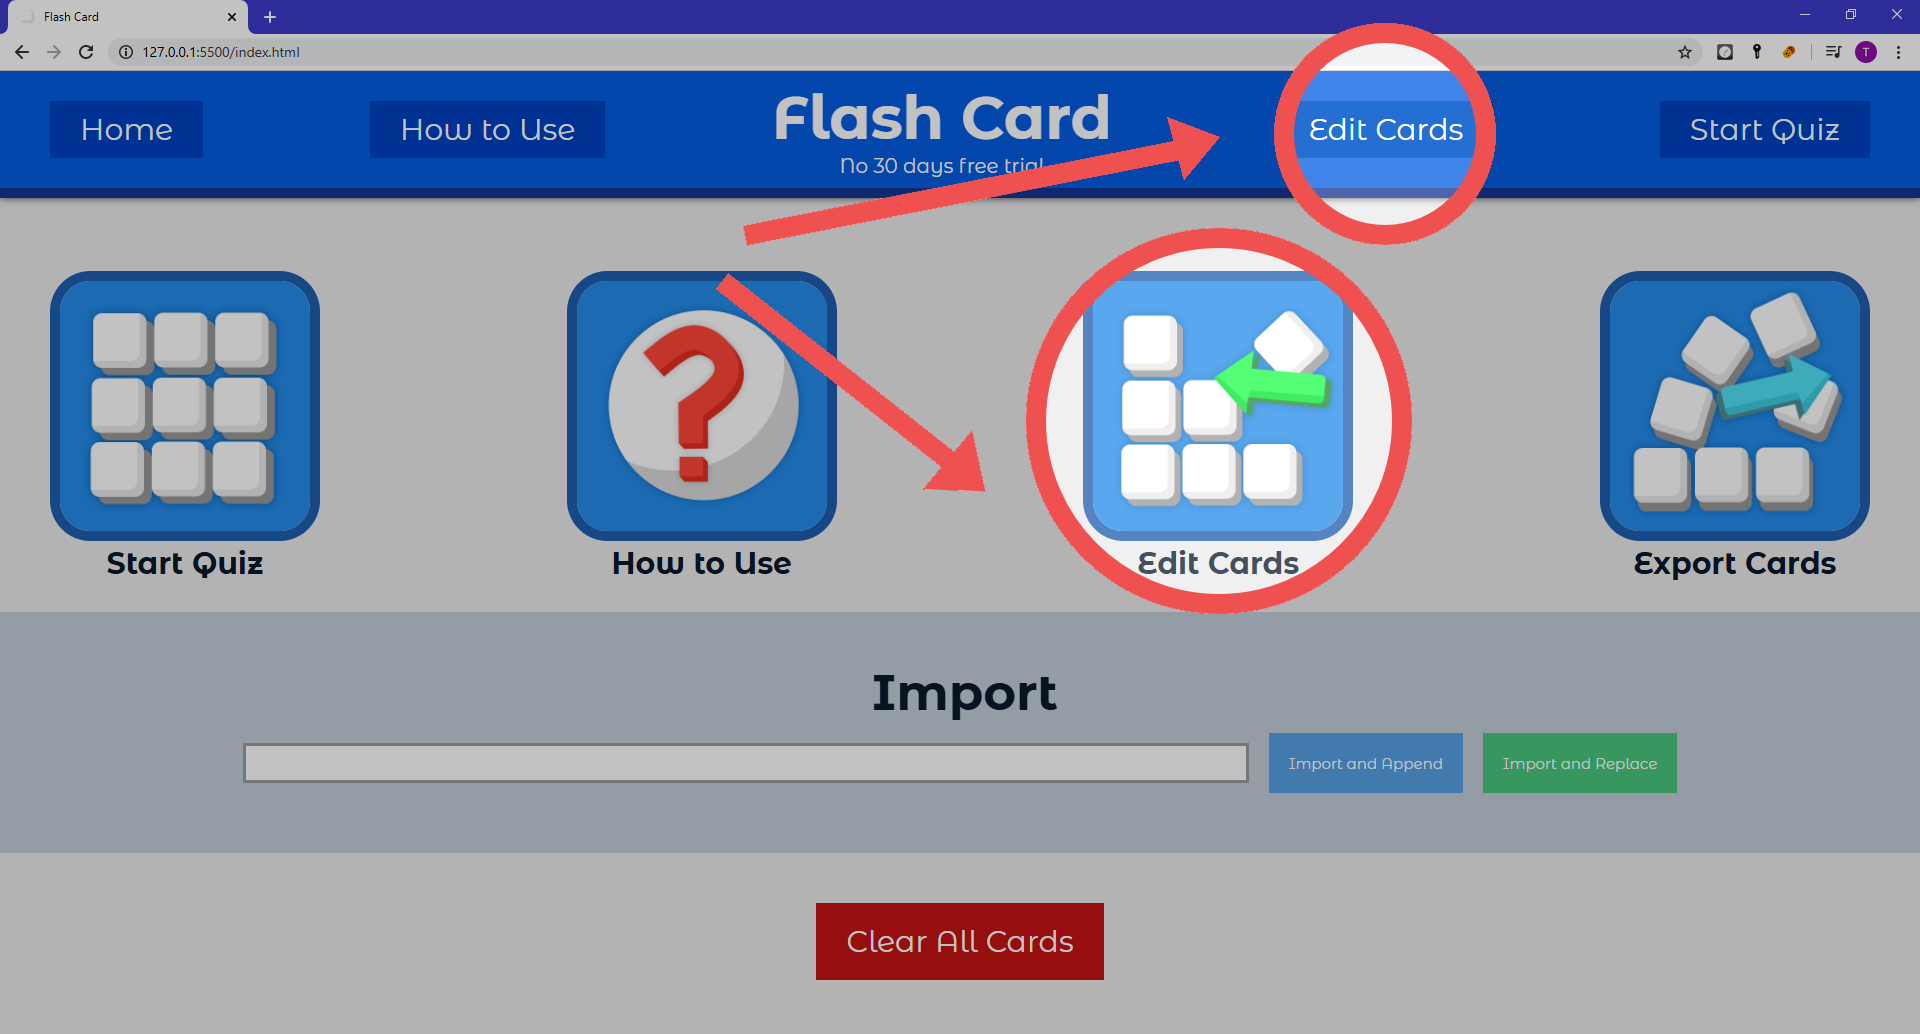 Flash Card
127.0.0.1:5500/index.html
T
Home
How to Use
Flash Card
No 30 days free trial
Edit Cards
Start Quiz
Start Quiz
How to Use
Edit Cards
Export Cards
Import
Import and Append
Import and Replace
Clear All Cards